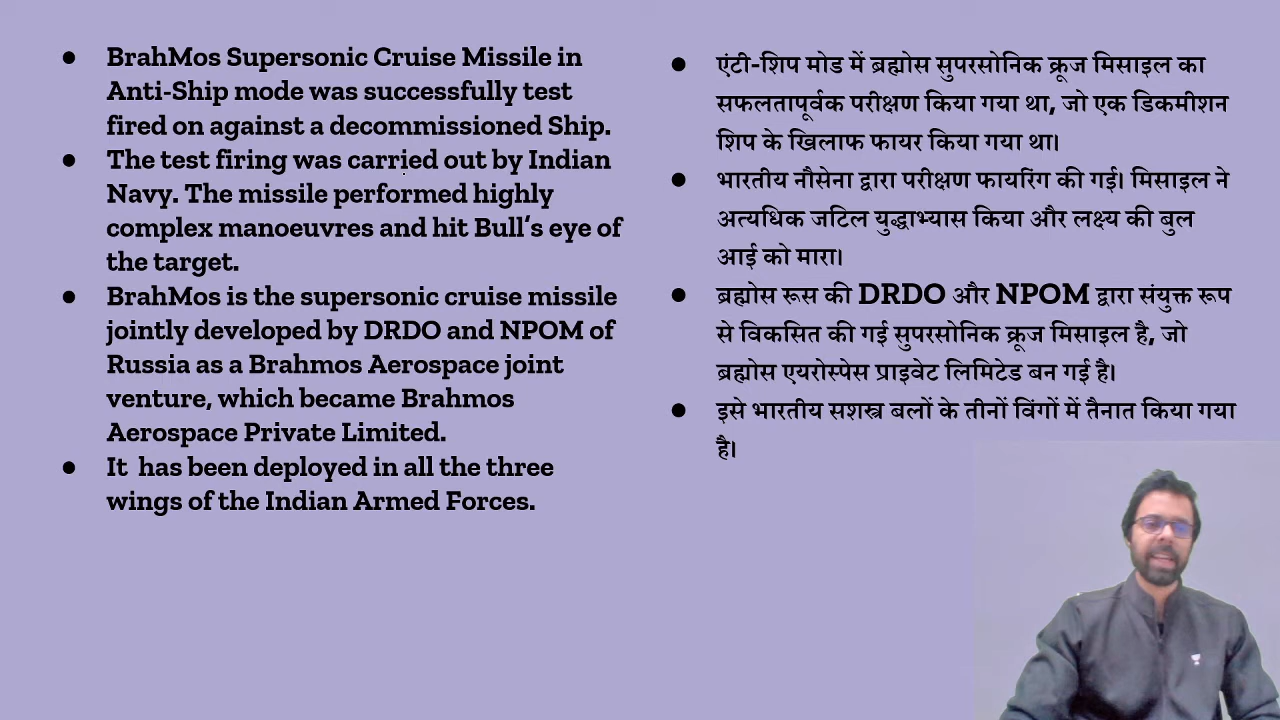 ● BrahMos Supersonic Cruise Missile in
Anti-Ship mode was successfully test
fired on against a decommissioned Ship.
● The test firing was carried out by Indian
Navy. The missile performed highly
complex manoeuvres and hit Bull's eye of
the target.
● BrahMos is the supersonic cruise missile
jointly developed by DRDO and NPOM of
Russia as a Brahmos Aerospace joint
venture, which became Brahmos
Aerospace Private Limited.
● It has been deployed in all the three
wings of the Indian Armed Forces.
● एंटी-शिप मोड में ब्रह्मोस सुपरसोनिक क्रूज मिसाइल का
सफलतापूर्वक परीक्षण किया गया था, जो एक डिकमीशन
शिप के खिलाफ फायर किया गया था।
● भारतीय नौसेना द्वारा परीक्षण फायरिंग की गई। मिसाइल ने
अत्यधिक जटिल युद्धाभ्यास किया और लक्ष्य की बुल
आई को मारा।
● ब्रह्मोस रूस की DRDO और NPOM द्वारा संयुक्त रूप
से विकसित की गई सुपरसोनिक क्रूज मिसाइल है, जो
ब्रह्मोस एयरोस्पेस प्राइवेट लिमिटेड बन गई है।
● इसे भारतीय सशस्त्र बलों के तीनों विंगों में तैनात किया गया
है।